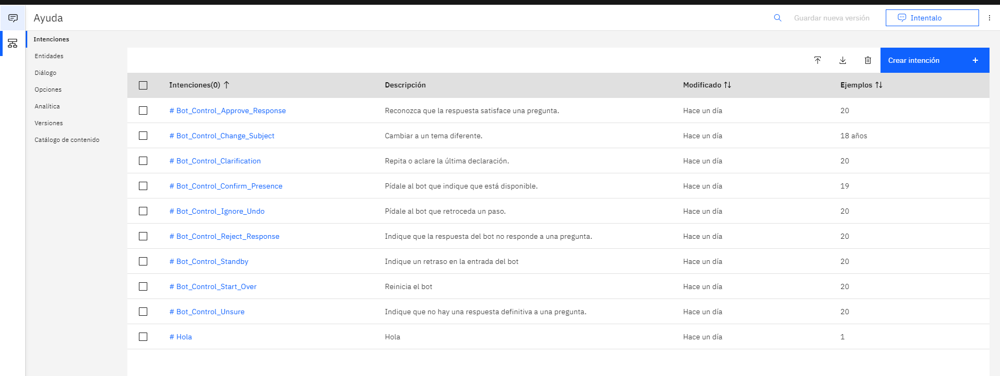 Ayuda
Guardar nueva versión
Intentalo
Intenciones
Entidades
Diálogo
Opciones
Analítica
Versiones
Catálogo de contenido
Crear intención +
Intenciones(0) Descripción Modificado Ejemplos
# Bot_Control_Approve_Response Reconozca que la respuesta satisface una pregunta. Hace un día 20
# Bot_Control_Change_Subject Cambiar a un tema diferente. Hace un día 18 años
# Bot_Control_Clarification Repita o aclare la última declaración. Hace un día 20
# Bot_Control_Confirm_Presence Pídale al bot que indique que está disponible. Hace un día 19
# Bot_Control_Ignore_Undo Pídale al bot que retroceda un paso. Hace un día 20
# Bot_Control_Reject_Response Indique que la respuesta del bot no responde a una pregunta. Hace un día 20
# Bot_Control_Standby Indique un retraso en la entrada del bot Hace un día 20
# Bot_Control_Start_Over Reinicia el bot Hace un día 20
# Bot_Control_Unsure Indique que no hay una respuesta definitiva a una pregunta. Hace un día 20
# Hola Hola Hace un día 1